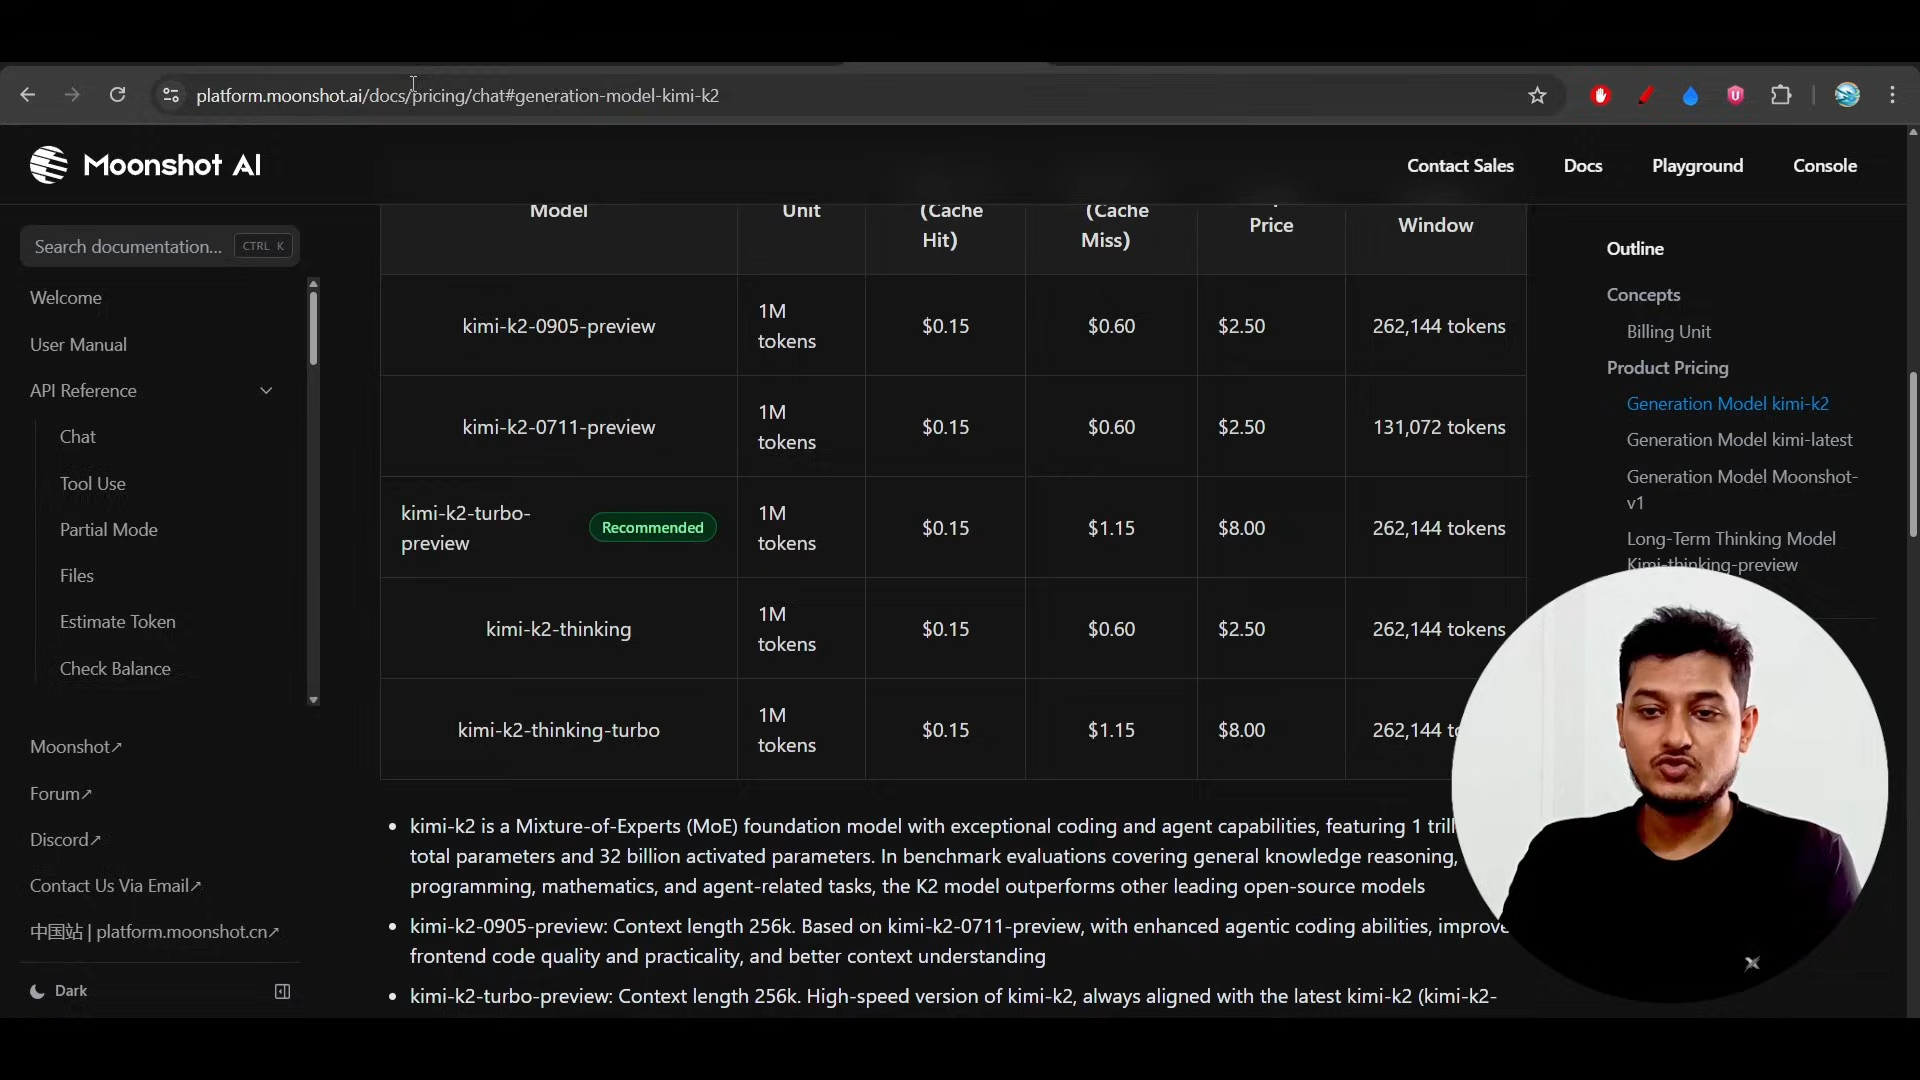 platform.moonshot.ai/docs/pricing/chat#generation-model-kimi-k2
Moonshot AI
Contact Sales
Docs
Playground
Console
Search documentation...
CTRL K
Welcome
User Manual
API Reference
Chat
Tool Use
Partial Mode
Files
Estimate Token
Check Balance
Moonshot↗
Forum↗
Discord↗
Contact Us Via Email↗
中国站 | platform.moonshot.cn↗
Dark
Model
Unit
(Cache
Hit)
(Cache
Miss)
Price
Window
kimi-k2-0905-preview
1M
tokens
$0.15
$0.60
$2.50
262,144 tokens
kimi-k2-0711-preview
1M
tokens
$0.15
$0.60
$2.50
131,072 tokens
kimi-k2-turbo-
preview
Recommended
1M
tokens
$0.15
$1.15
$8.00
262,144 tokens
kimi-k2-thinking
1M
tokens
$0.15
$0.60
$2.50
262,144 tokens
kimi-k2-thinking-turbo
1M
tokens
$0.15
$1.15
$8.00
262,144
• kimi-k2 is a Mixture-of-Experts (MoE) foundation model with exceptional coding and agent capabilities, featuring 1
total parameters and 32 billion activated parameters. In benchmark evaluations covering general knowledge reasoning,
programming, mathematics, and agent-related tasks, the K2 model outperforms other leading open-source models
• kimi-k2-0905-preview: Context length 256k. Based on kimi-k2-0711-preview, with enhanced agentic coding abilities,
frontend code quality and practicality, and better context understanding
• kimi-k2-turbo-preview: Context length 256k. High-speed version of kimi-k2, always aligned with the latest kimi-k2 (kimi-k2-
Outline
Concepts
Billing Unit
Product Pricing
Generation Model kimi-k2
Generation Model kimi-latest
Generation Model Moonshot-
v1
Long-Term Thinking Model
Kimi-thinking-preview